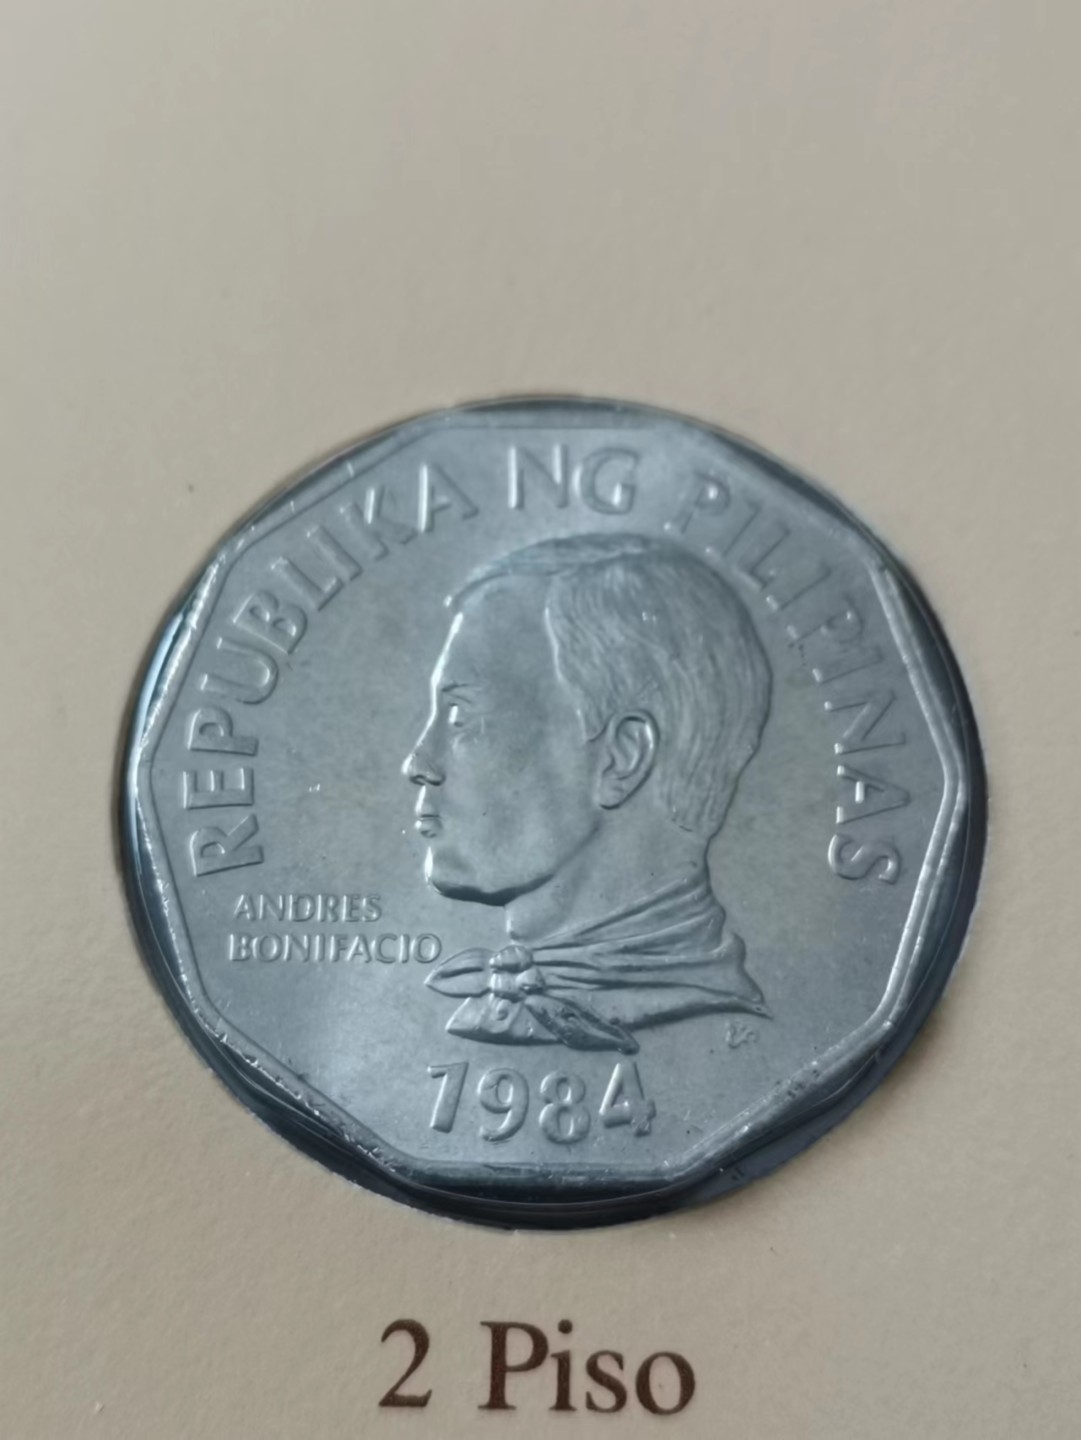 REPUBLIKA NG PILIPINAS
ANDRES
BONIFACIO
1984
2 Piso